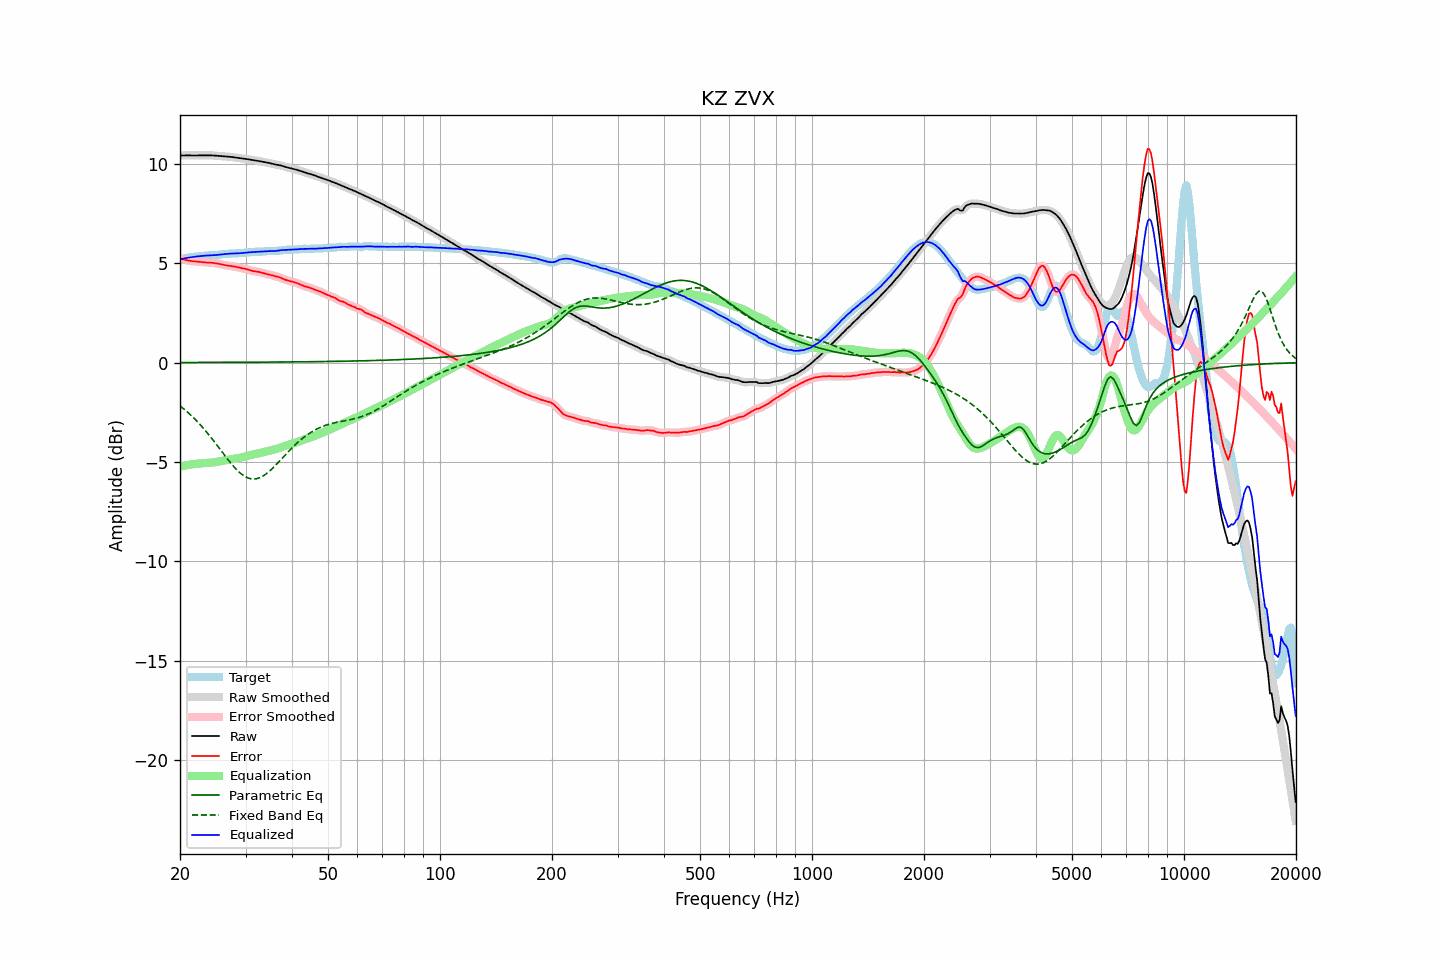 KZ ZVX
10
5
0
−5
−10
−15
−20
Amplitude (dBr)
Target
Raw Smoothed
Error Smoothed
Raw
Error
Equalization
Parametric Eq
Fixed Band Eq
Equalized
20 50 100 200 500 1000 2000 5000 10000 20000
Frequency (Hz)